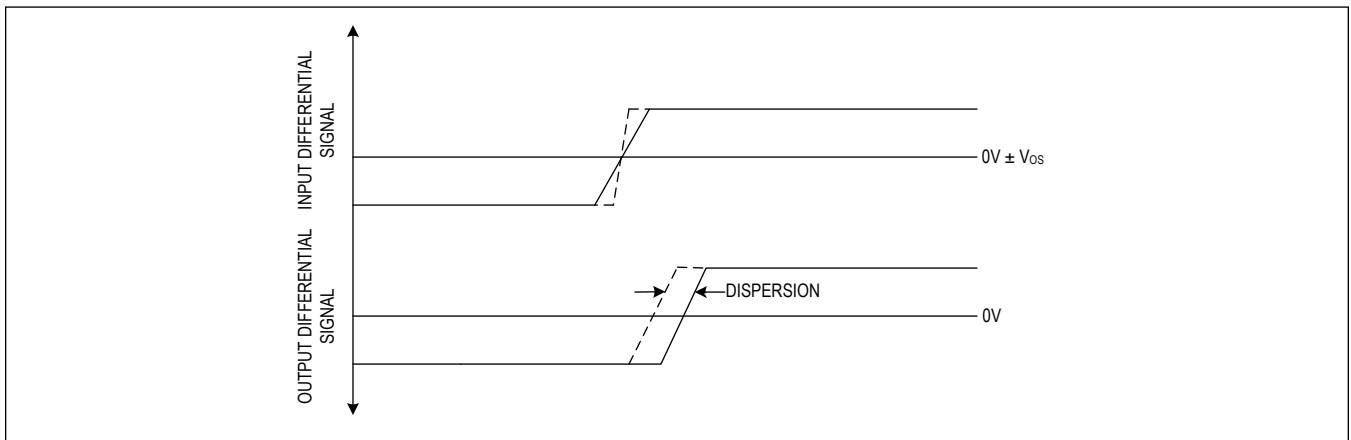 INPUT DIFFERENTIAL
SIGNAL
0V ± VOS
OUTPUT DIFFERENTIAL
SIGNAL
DISPERSION
0V